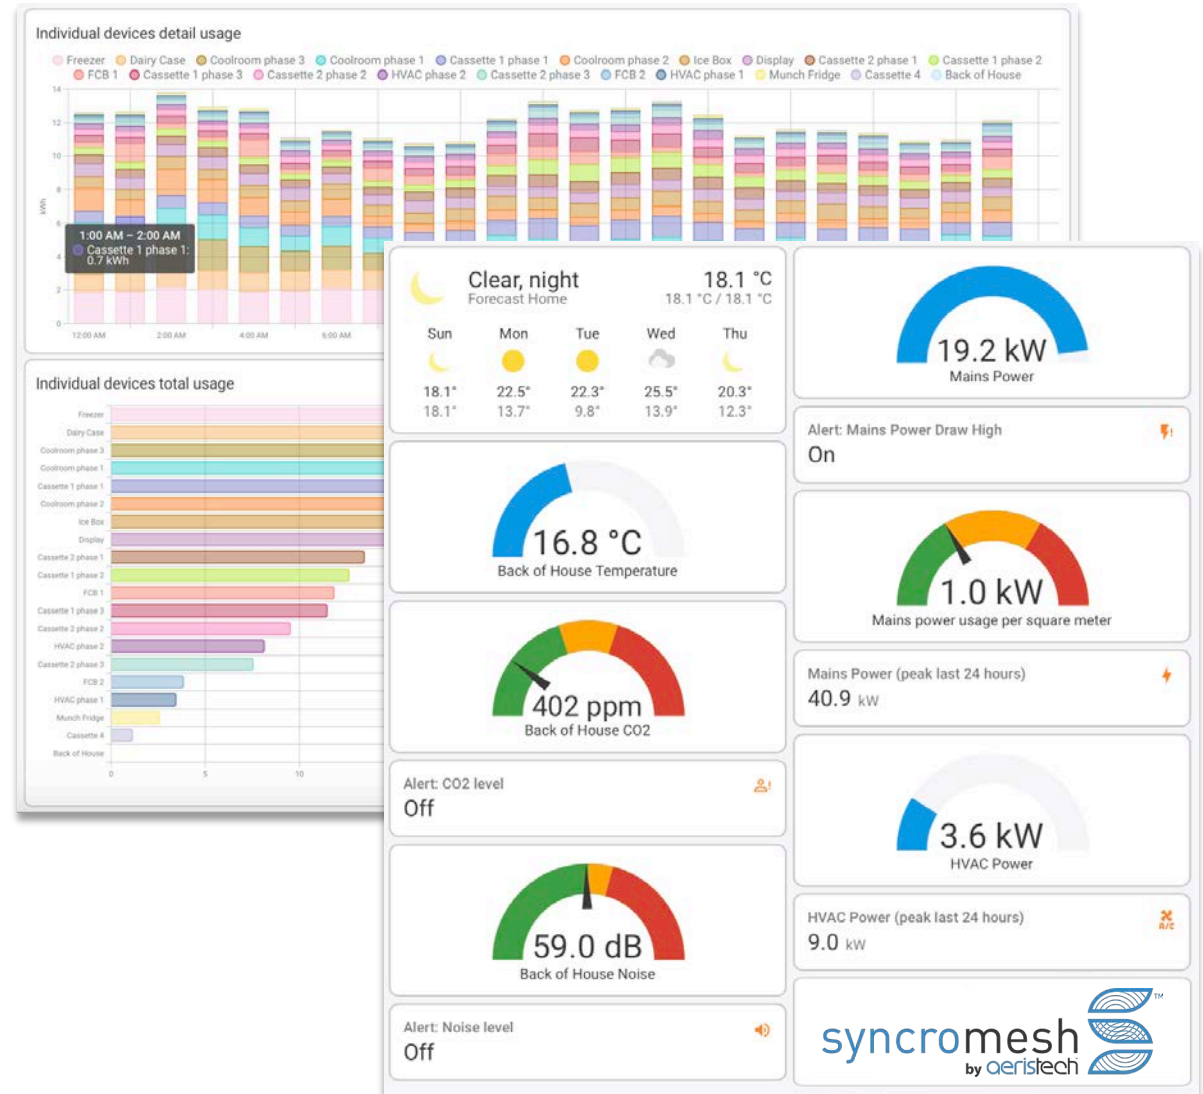 Individual devices detail usage
Freezer Dairy Case Coolroom phase 3 Coolroom phase 1 Cassette 1 phase 1 Coolroom phase 2 Ice Box Display Cassette 2 phase 1 Cassette 1 phase 2
FCB 1 Cassette 1 phase 3 Cassette 2 phase 2 HVAC phase 2 Cassette 2 phase 3 FCB 2 HVAC phase 1 Munch Fridge Cassette 4 Back of House
14
12
10
8
kWh
6
1:00 AM – 2:00 AM
Cassette 1 phase 1:
0.7 kWh
4
2
0
12:00 AM 2:00 AM 4:00 AM 6:00 AM
Individual devices total usage
Freezer
Dairy Case
Coolroom phase 3
Coolroom phase 1
Cassette 1 phase 1
Coolroom phase 2
Ice Box
Display
Cassette 2 phase 1
Cassette 1 phase 2
FCB 1
Cassette 1 phase 3
Cassette 2 phase 2
HVAC phase 2
Cassette 2 phase 3
FCB 2
HVAC phase 1
Munch Fridge
Cassette 4
Back of House
0 5 10
Clear, night 18.1 °C
Forecast Home 18.1 °C / 18.1 °C
Sun Mon Tue Wed Thu
18.1° 22.5° 22.3° 25.5° 20.3°
18.1° 13.7° 9.8° 13.9° 12.3°
16.8 °C
Back of House Temperature
402 ppm
Back of House CO2
Alert: CO2 level
Off
59.0 dB
Back of House Noise
Alert: Noise level
Off
19.2 kW
Mains Power
Alert: Mains Power Draw High
On
1.0 kW
Mains power usage per square meter
Mains Power (peak last 24 hours)
40.9 kW
3.6 kW
HVAC Power
HVAC Power (peak last 24 hours)
A/C
9.0 kW
syncromesh™
by aeristech